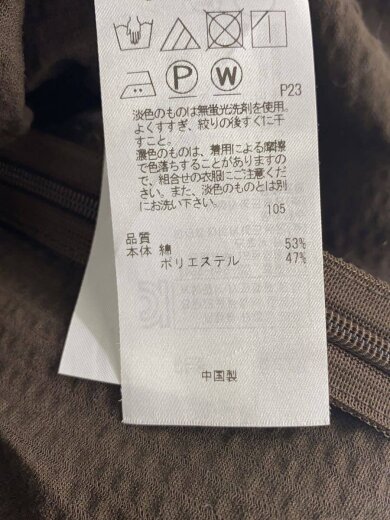 P W
P23
淡色のものは無蛍光洗剤を使用。
よくすすぎ、絞りの後すぐに干
すこと。
濃色のものは、着用による摩擦
で色落ちすることがありますの
で、組合せの衣服にご注意くだ
さい。また、淡色のものとは別
にお洗い下さい。
105
品質
本体 綿 53%
ポリエステル 47%
中国製